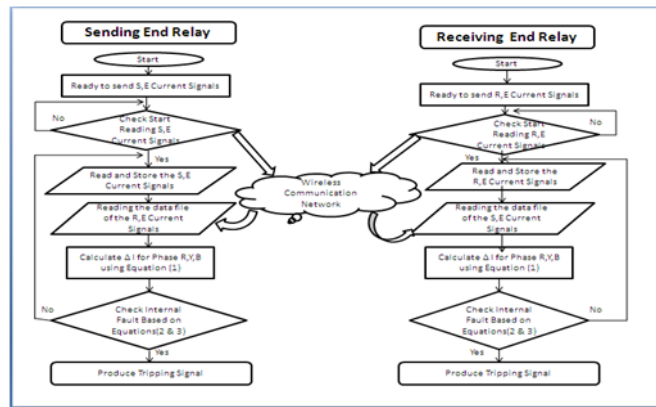 Sending End Relay
Start
Ready to send S,E Current Signals
No
Check Start
Reading S,E
Current Signals
Yes
Read and Store the S,E
Current Signals
Reading the data file
of the R,E Current
Signals
Calculate Δ I for Phase R,Y,B
using Equation (1)
No
Check Internal
Fault Based on
Equations(2 & 3)
Yes
Produce Tripping Signal
Wireless
Communication
Network
Receiving End Relay
Start
Ready to send R,E Current Signals
No
Check Start
Reading R,E
Current Signals
Yes
Read and Store the
R,E Current Signals
Reading the data file
of the S,E Current
Signals
Calculate Δ I for Phase R,Y,B
using Equation (1)
No
Check Internal
Fault Based on
Equations(2 & 3)
Yes
Produce Tripping Signal